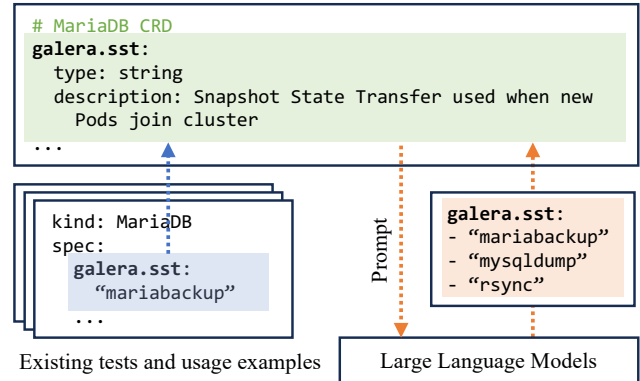 # MariaDB CRD
galera.sst:
type: string
description: Snapshot State Transfer used when new
Pods join cluster
...
kind: MariaDB
spec:
galera.sst:
“mariabackup”
...
Existing tests and usage examples
Prompt
galera.sst:
- “mariabackup”
- “mysqldump”
- “rsync”
Large Language Models